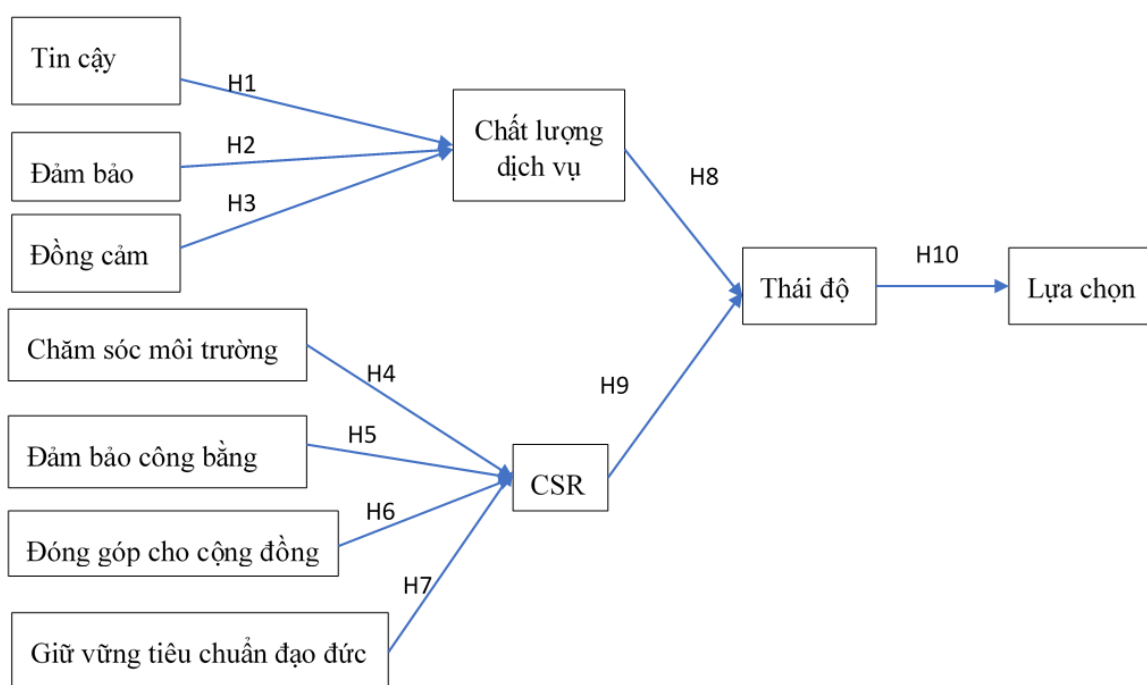 Tin cậy
H1
Đảm bảo
H2
Đồng cảm
H3
Chất lượng
dịch vụ
H8
Chăm sóc môi trường
H4
Đảm bảo công bằng
H5
Đóng góp cho cộng đồng
H6
Giữ vững tiêu chuẩn đạo đức
H7
CSR
H9
Thái độ
H10
Lựa chọn